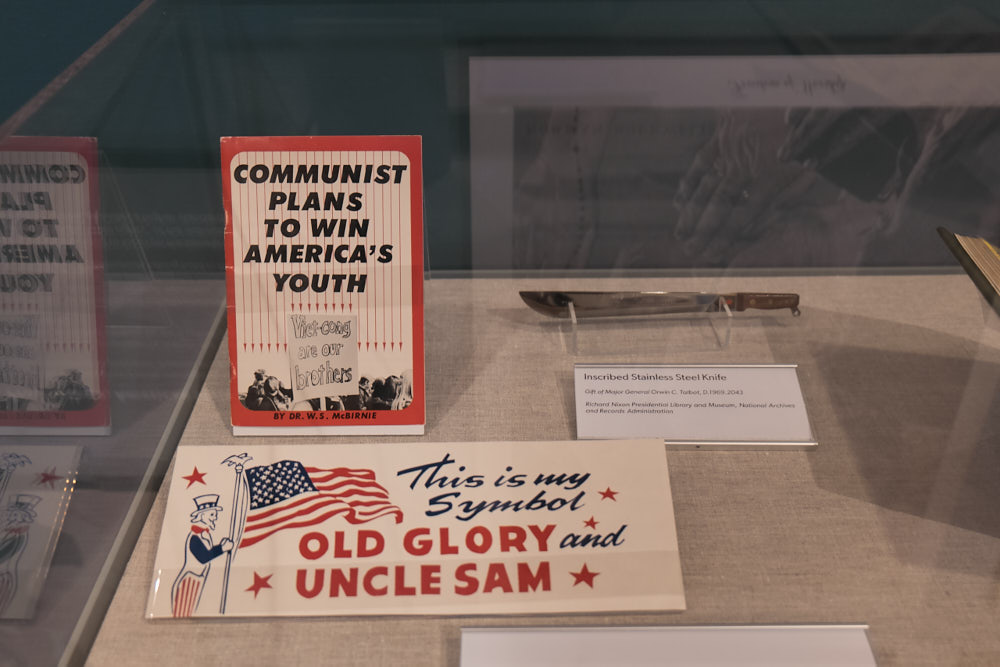 COMMUNIST
PLANS
TO WIN
AMERICA'S
YOUTH
Viet-cong
are our
brothers
BY DR. W. S. McBIRNIE
Inscribed Stainless Steel Knife
Gift of Major General Orwin C. Talbot, D.1969.2043
Richard Nixon Presidential Library and Museum, National Archives
and Records Administration
This is my
Symbol
OLD GLORY and
UNCLE SAM